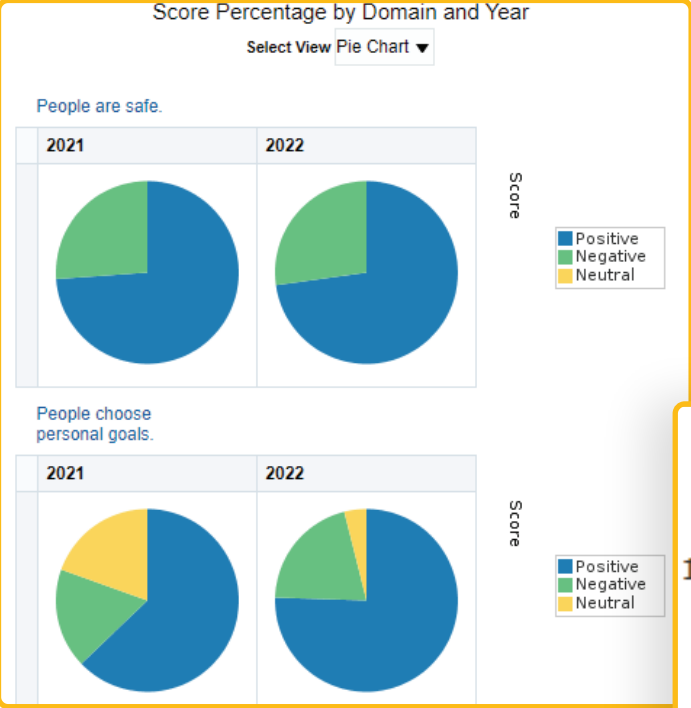 Score Percentage by Domain and Year
Select View Pie Chart
People are safe.
2021 2022
Score
Positive
Negative
Neutral
People choose
personal goals.
2021 2022
Score
Positive
Negative
Neutral